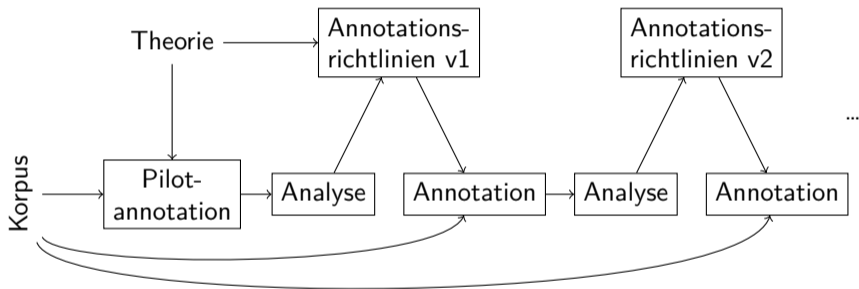 Theorie
Annotations-
richtlinien v1
Annotations-
richtlinien v2
...
Korpus
Pilot-
annotation
Analyse
Annotation
Analyse
Annotation